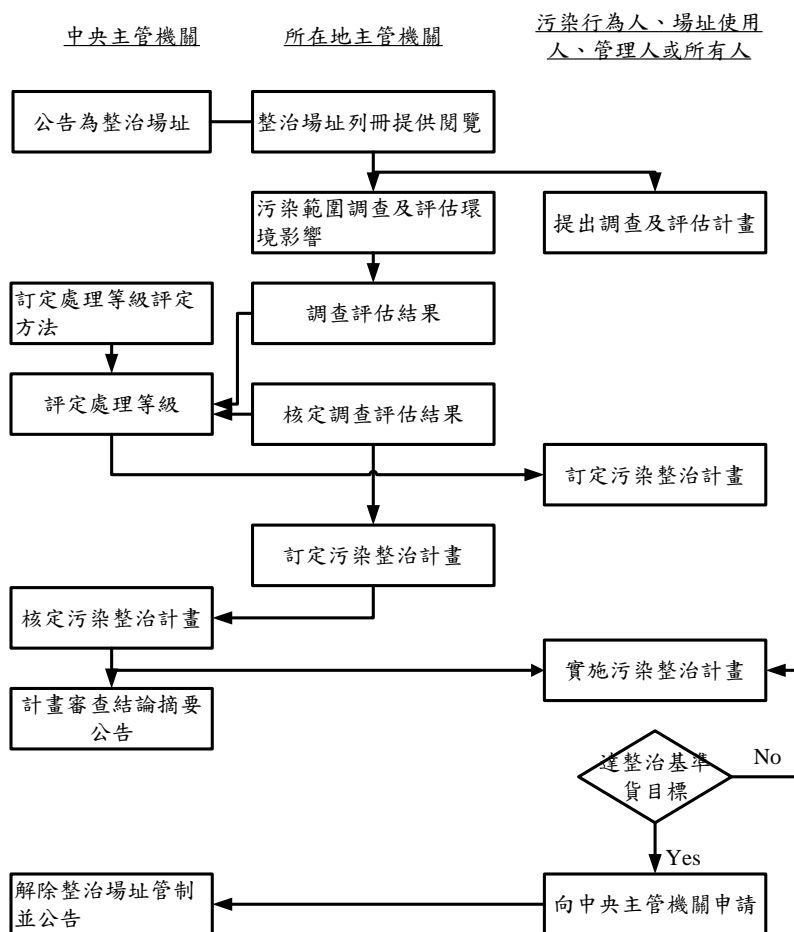 中央主管機關
所在地主管機關
污染行為人、場址使用
人、管理人或所有人
公告為整治場址
整治場址列冊提供閱覽
污染範圍調查及評估環
境影響
提出調查及評估計畫
訂定處理等級評定
方法
調查評估結果
評定處理等級
核定調查評估結果
訂定污染整治計畫
訂定污染整治計畫
核定污染整治計畫
實施污染整治計畫
計畫審查結論摘要
公告
達整治基準
貨目標
No
Yes
解除整治場址管制
並公告
向中央主管機關申請